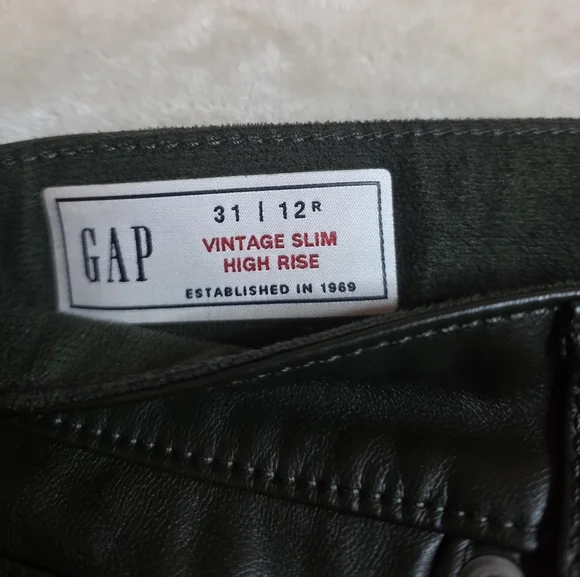 GAP
31 | 12R
VINTAGE SLIM
HIGH RISE
ESTABLISHED IN 1969